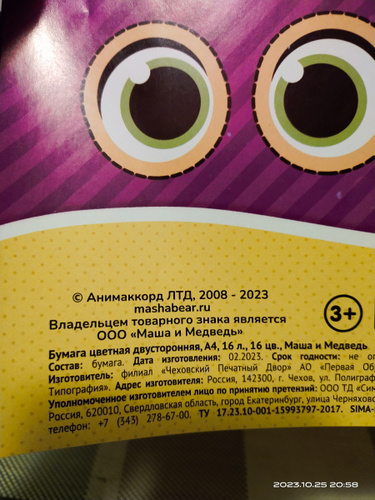 © Анимаккорд ЛТД, 2008 - 2023
mashabear.ru
Владельцем товарного знака является
ООО «Маша и Медведь»
3+
Бумага цветная двусторонняя, А4, 16 л., 16 цв., Маша и Медведь
Состав: бумага. Дата изготовления: 02.2023. Срок годности: не
Изготовитель: филиал «Чеховский Печатный Двор» АО «Первая
Типография». Адрес изготовителя: Россия, 142300, г. Чехов, ул.
Уполномоченное изготовителем лицо по принятию претензий: ООО ТД
Россия, 620010, Свердловская область, город Екатеринбург, улица
телефон: +7 (343) 278-67-00. ТУ 17.23.10-001-15993797-2017. SIMA-
2023.10.25 20:58